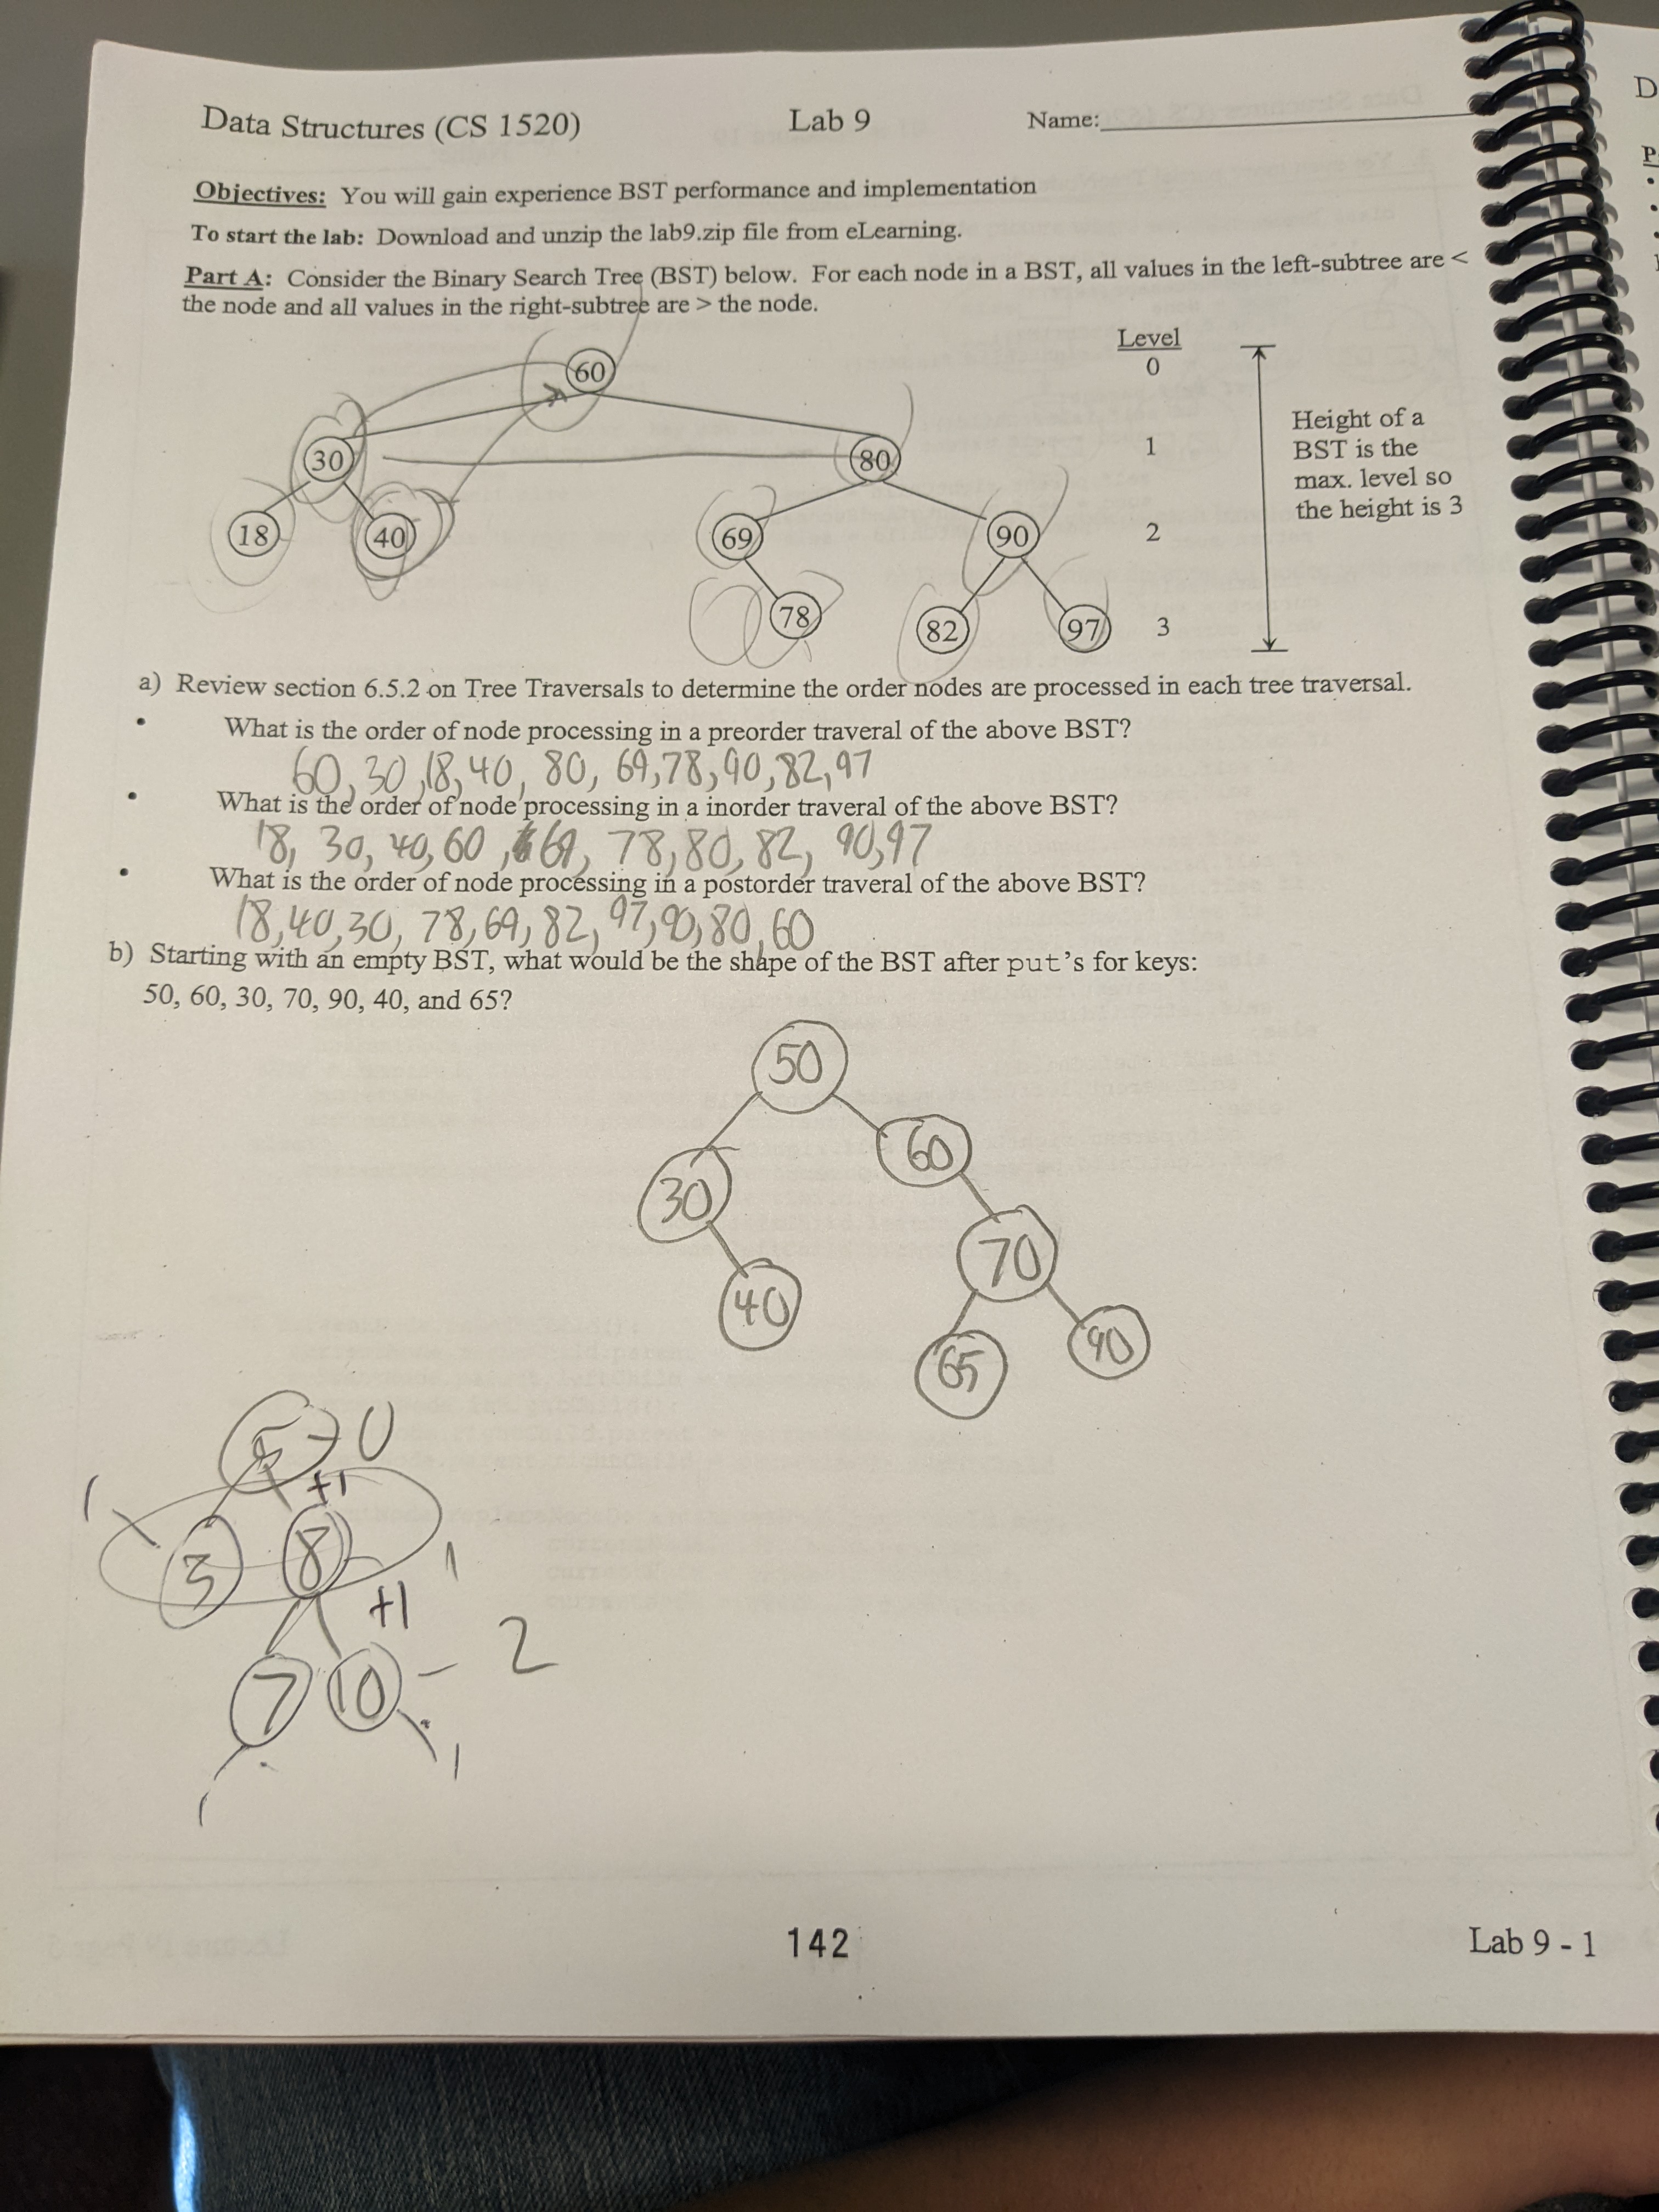 Data Structures (CS 1520) Lab 9 Name:
Objectives: You will gain experience BST performance and implementation
To start the lab: Download and unzip the lab9.zip file from eLearning.
Part A: Consider the Binary Search Tree (BST) below. For each node in a BST, all values in the left-subtree are <
the node and all values in the right-subtree are > the node.
Level
60 0
30 80 1
18 40 69 90 2
78 82 97 3
Height of a
BST is the
max. level so
the height is 3
a) Review section 6.5.2 on Tree Traversals to determine the order nodes are processed in each tree traversal.
• What is the order of node processing in a preorder traveral of the above BST?
60, 30, 18, 40, 80, 69, 78, 90, 82, 97
• What is the order of node processing in a inorder traveral of the above BST?
18, 30, 40, 60, 69, 78, 80, 82, 90, 97
• What is the order of node processing in a postorder traveral of the above BST?
18, 40, 30, 78, 69, 82, 97, 90, 80, 60
b) Starting with an empty BST, what would be the shape of the BST after put's for keys:
50, 60, 30, 70, 90, 40, and 65?
50
60
30
70
40
90
65
5 0
+1
3 8 1
+1
7 10 - 2
1
142
Lab 9 - 1
D